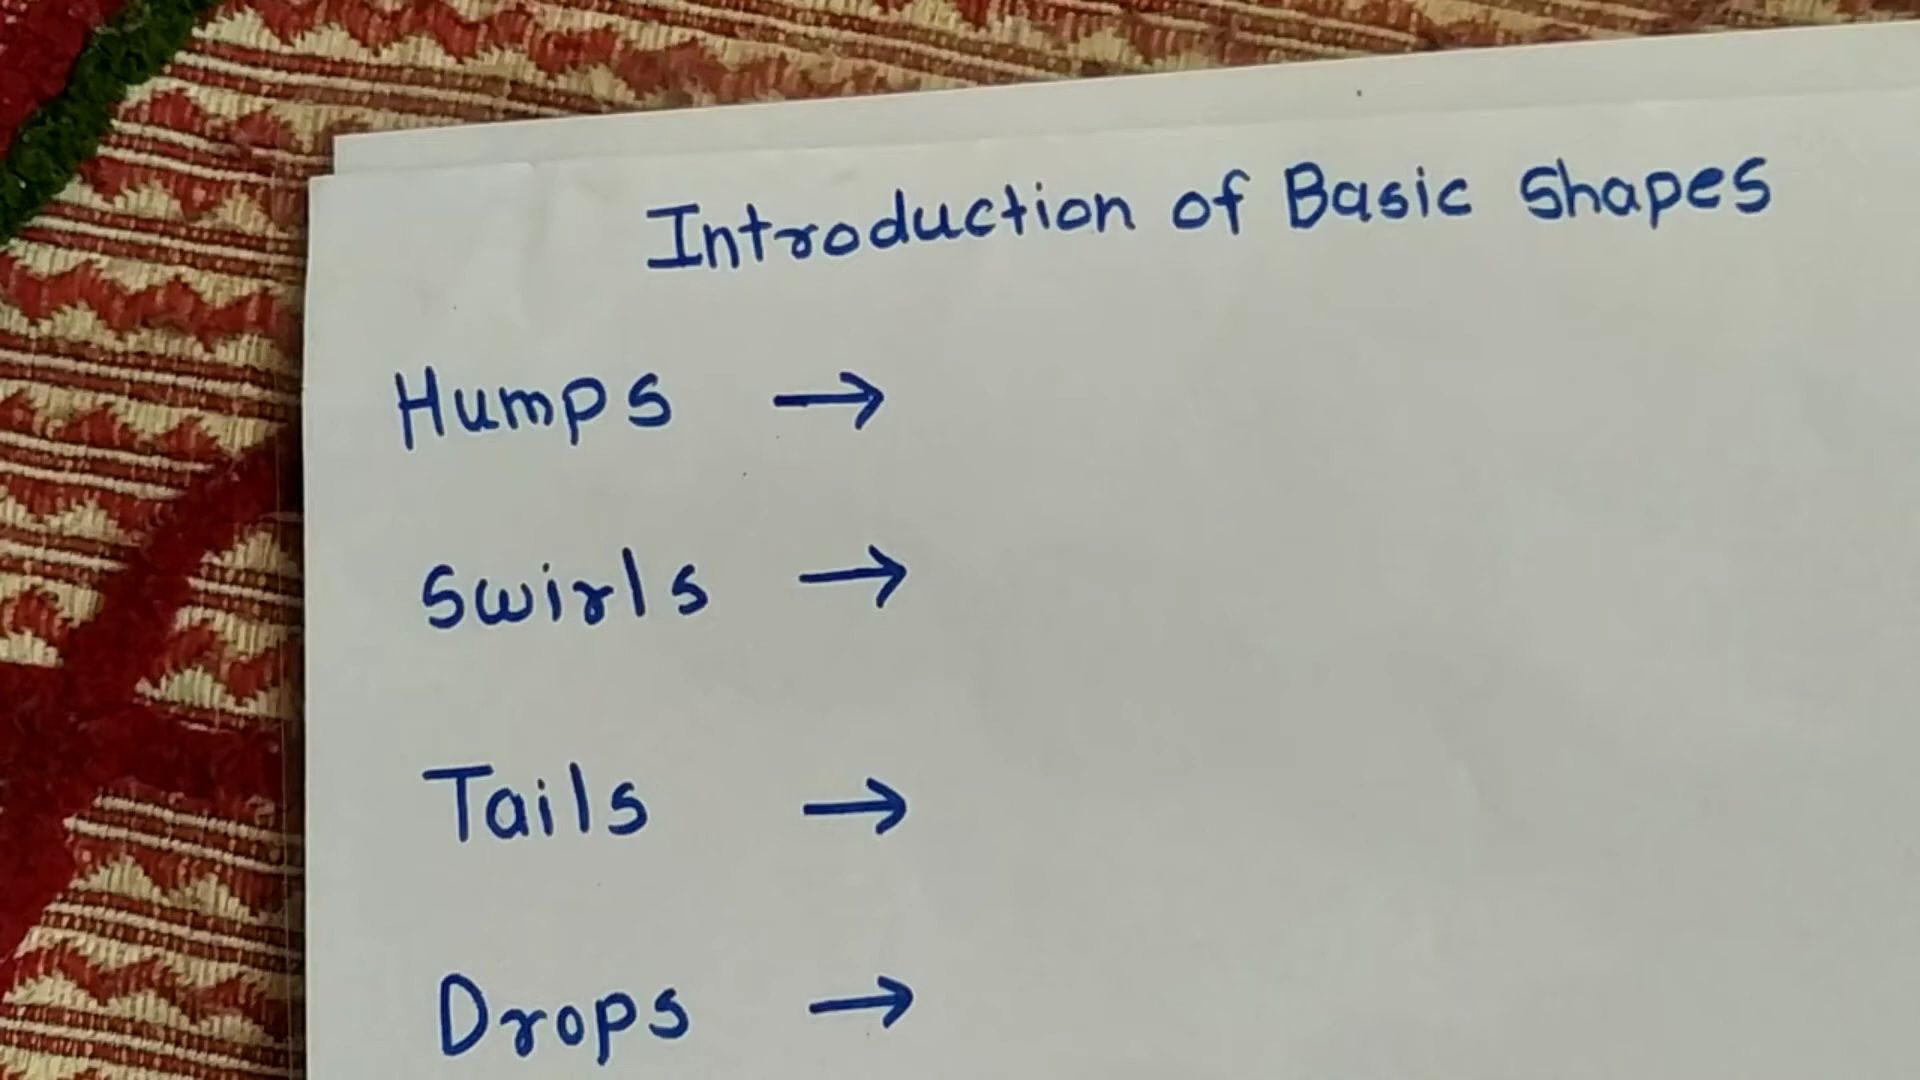 Introduction of Basic Shapes
Humps →
Swirls →
Tails →
Drops →